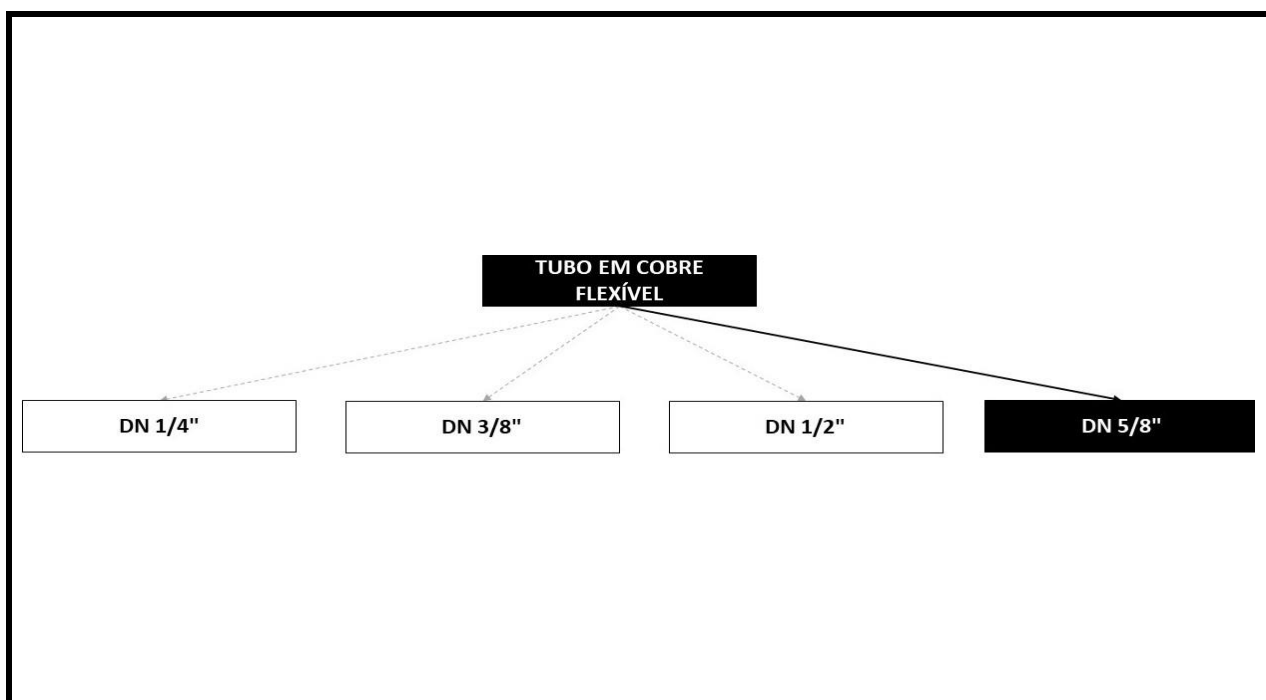 TUBO EM COBRE
FLEXÍVEL
DN 1/4"
DN 3/8"
DN 1/2"
DN 5/8"